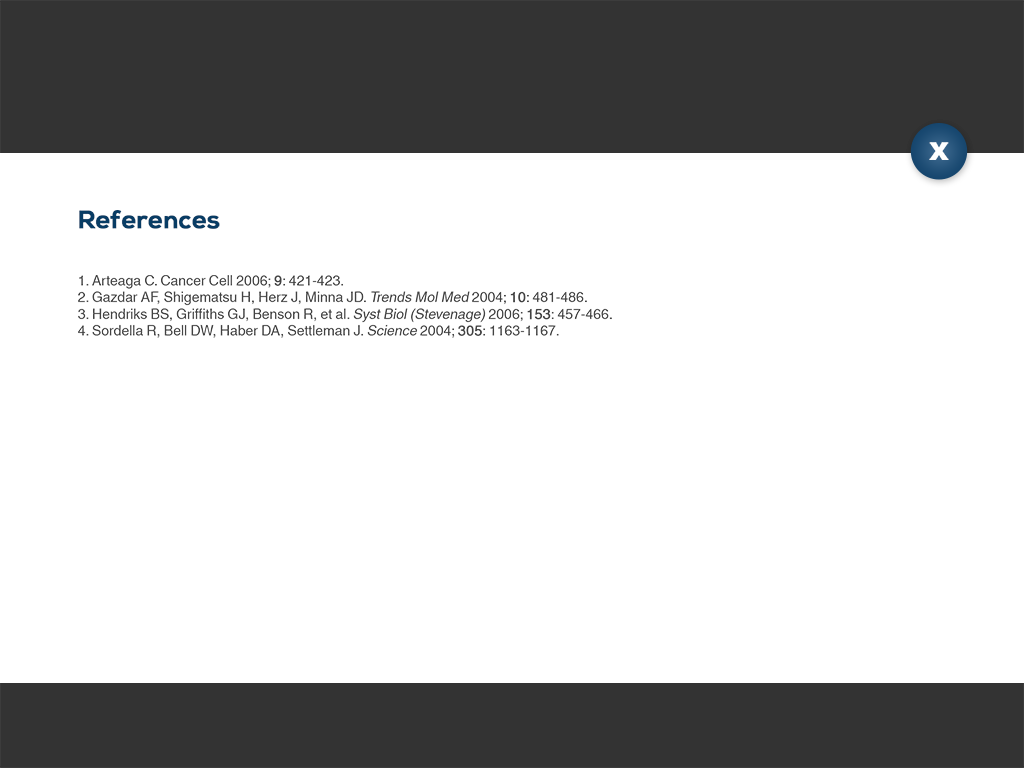 X
References
1. Arteaga C. Cancer Cell 2006; 9: 421-423.
2. Gazdar AF, Shigematsu H, Herz J, Minna JD. Trends Mol Med 2004; 10: 481-486.
3. Hendriks BS, Griffiths GJ, Benson R, et al. Syst Biol (Stevenage) 2006; 153: 457-466.
4. Sordella R, Bell DW, Haber DA, Settleman J. Science 2004; 305: 1163-1167.